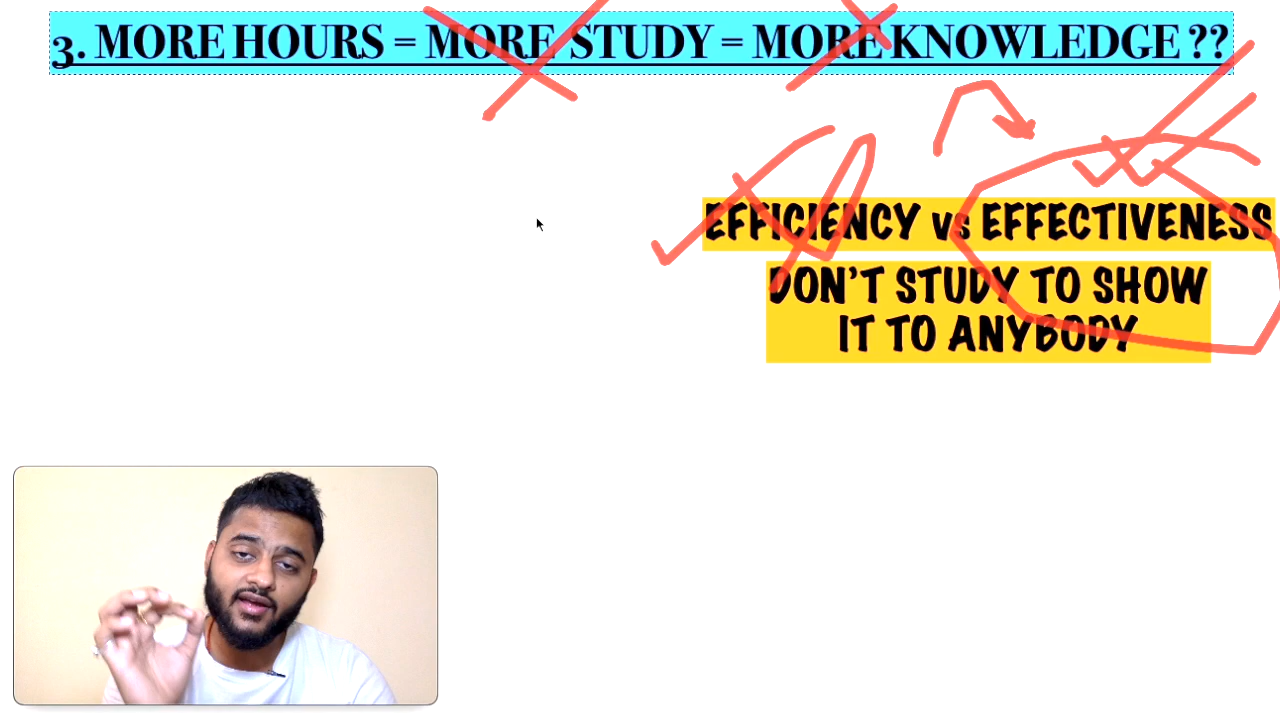 3. MORE HOURS = MORE STUDY = MORE KNOWLEDGE ??
EFFICIENCY vs EFFECTIVENESS
DON'T STUDY TO SHOW
IT TO ANYBODY